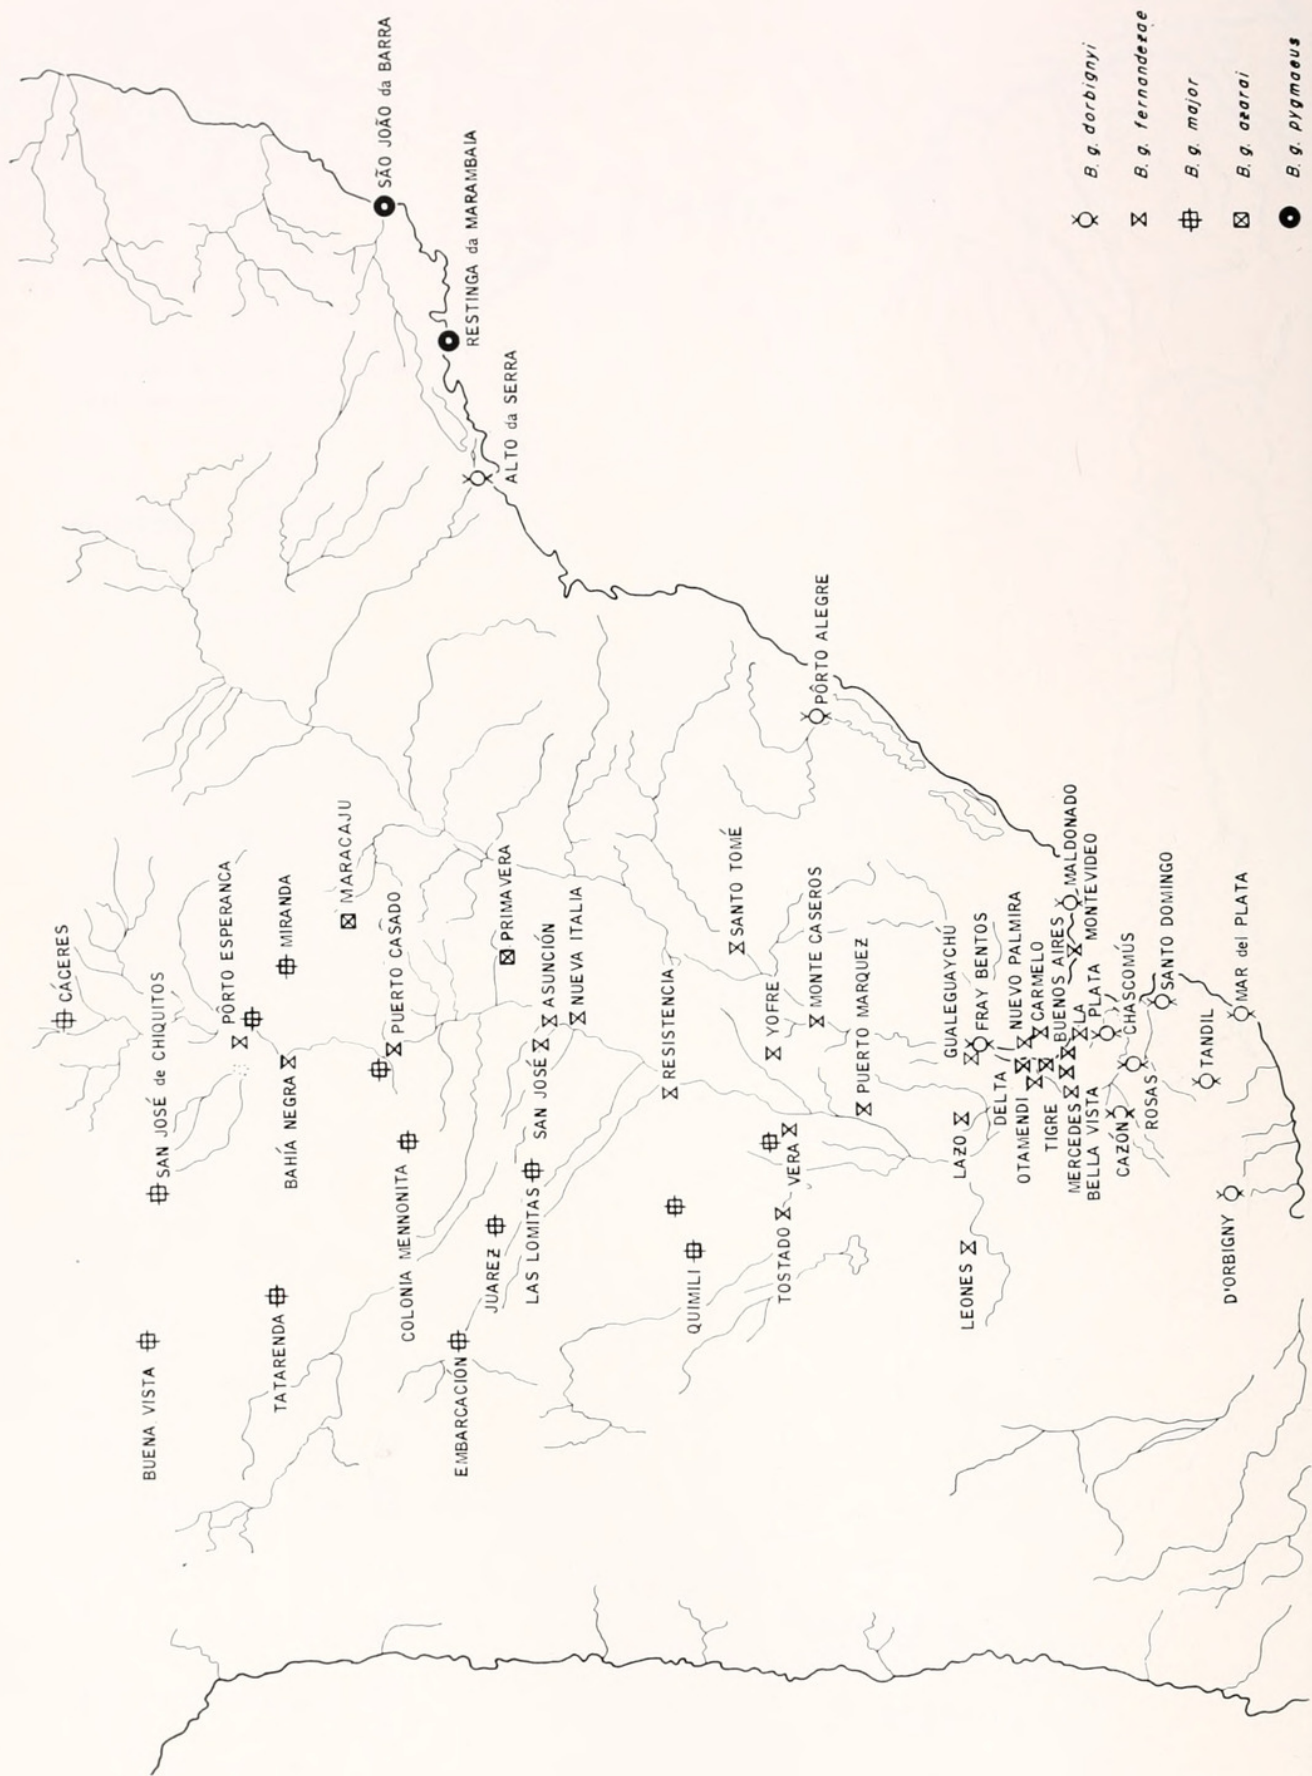 CÁCERES
SÃO JOÃO da BARRA
RESTINGA da MARAMBAIA
ALTO da SERRA
BUENA VISTA
SAN JOSÉ de CHIQUITOS
PÔRTO ESPERANCA
MIRANDA
TATARENDA
BAHÍA NEGRA
MARACAJU
COLONIA MENNONITA
PUERTO CASADO
EMBARCACIÓN
JUAREZ
LAS LOMITAS
PRIMAVERA
SAN JOSÉ
ASUNCIÓN
NUEVA ITALIA
QUIMILI
RESISTENCIA
SANTO TOMÉ
TOSTADO
VERA
YOFRE
MONTE CASEROS
PÔRTO ALEGRE
PUERTO MARQUEZ
LEONES
LAZO
GUALEGUAYCHÚ
FRAY BENTOS
DELTA
NUEVO PALMIRA
OTAMENDI
CARMELO
TIGRE
BUENOS AIRES
MALDONADO
MERCEDES
LA PLATA
MONTEVIDEO
BELLA VISTA
CAZÓN
CHASCOMÚS
ROSAS
SANTO DOMINGO
TANDIL
D'ORBIGNY
MAR del PLATA
B. g. dorbignyi
B. g. fernandezae
B. g. major
B. g. azarai
B. g. pygmaeus